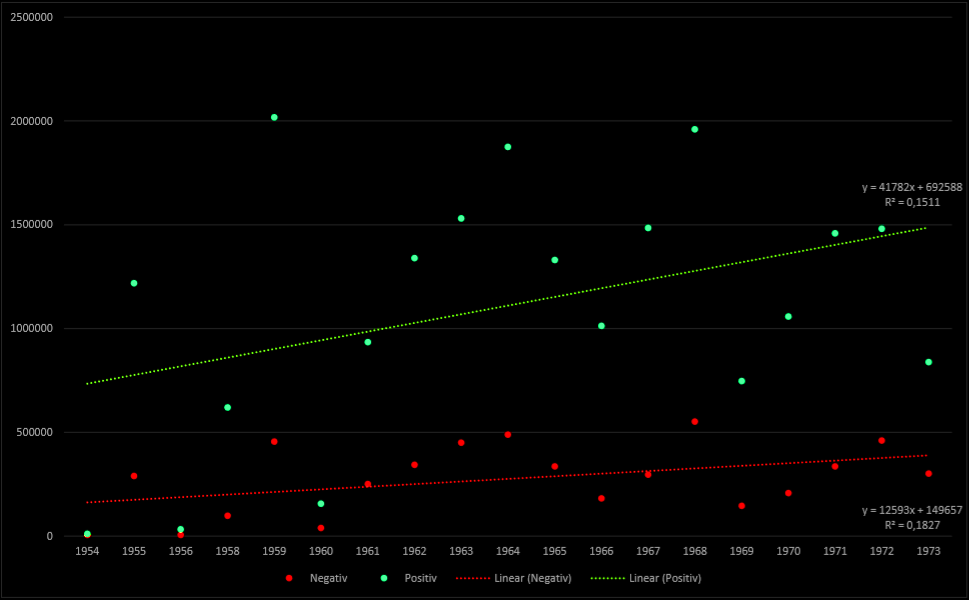 2500000
2000000
1500000
1000000
500000
0
y = 41782x + 692588
R² = 0,1511
y = 12593x + 149657
R² = 0,1827
1954 1955 1956 1958 1959 1960 1961 1962 1963 1964 1965 1966 1967 1968 1969 1970 1971 1972 1973
Negativ Positiv Linear (Negativ) Linear (Positiv)